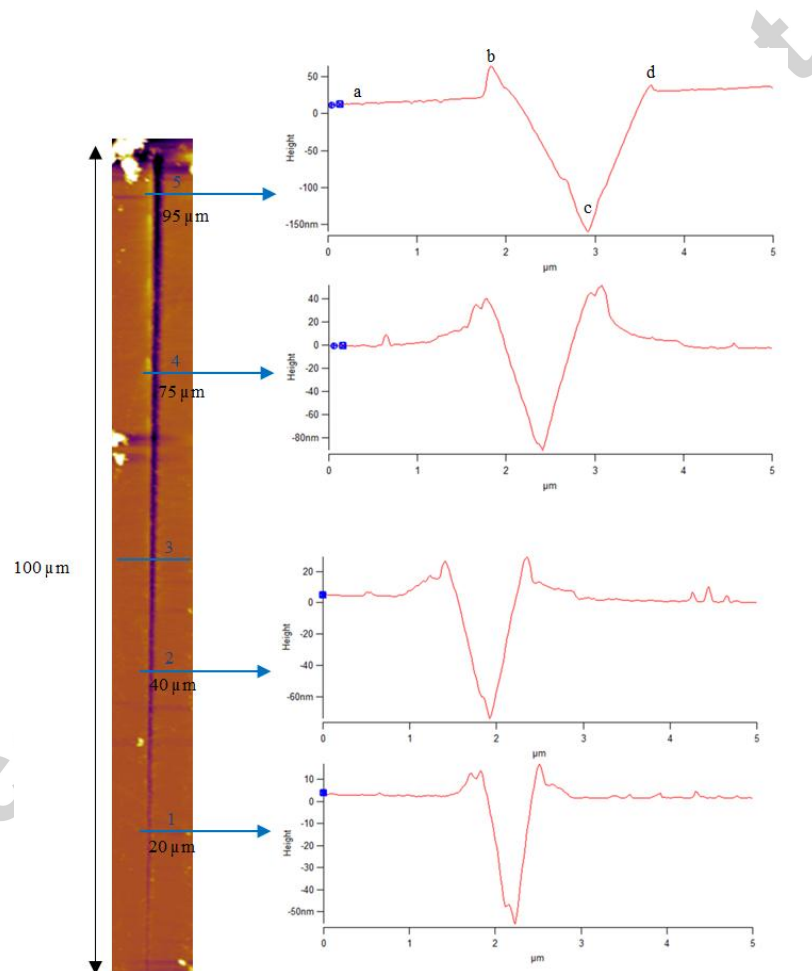 100 µm
5
95 µm
4
75 µm
3
2
40 µm
1
20 µm
a
b
c
d
Height
50
0
-50
-100
-150nm
0 1 2 3 4 5
µm
Height
40
20
0
-20
-40
-60
-80nm
0 1 2 3 4 5
µm
Height
20
0
-20
-40
-60nm
0 1 2 3 4 5
µm
Height
10
0
-10
-20
-30
-40
-50nm
0 1 2 3 4 5
µm